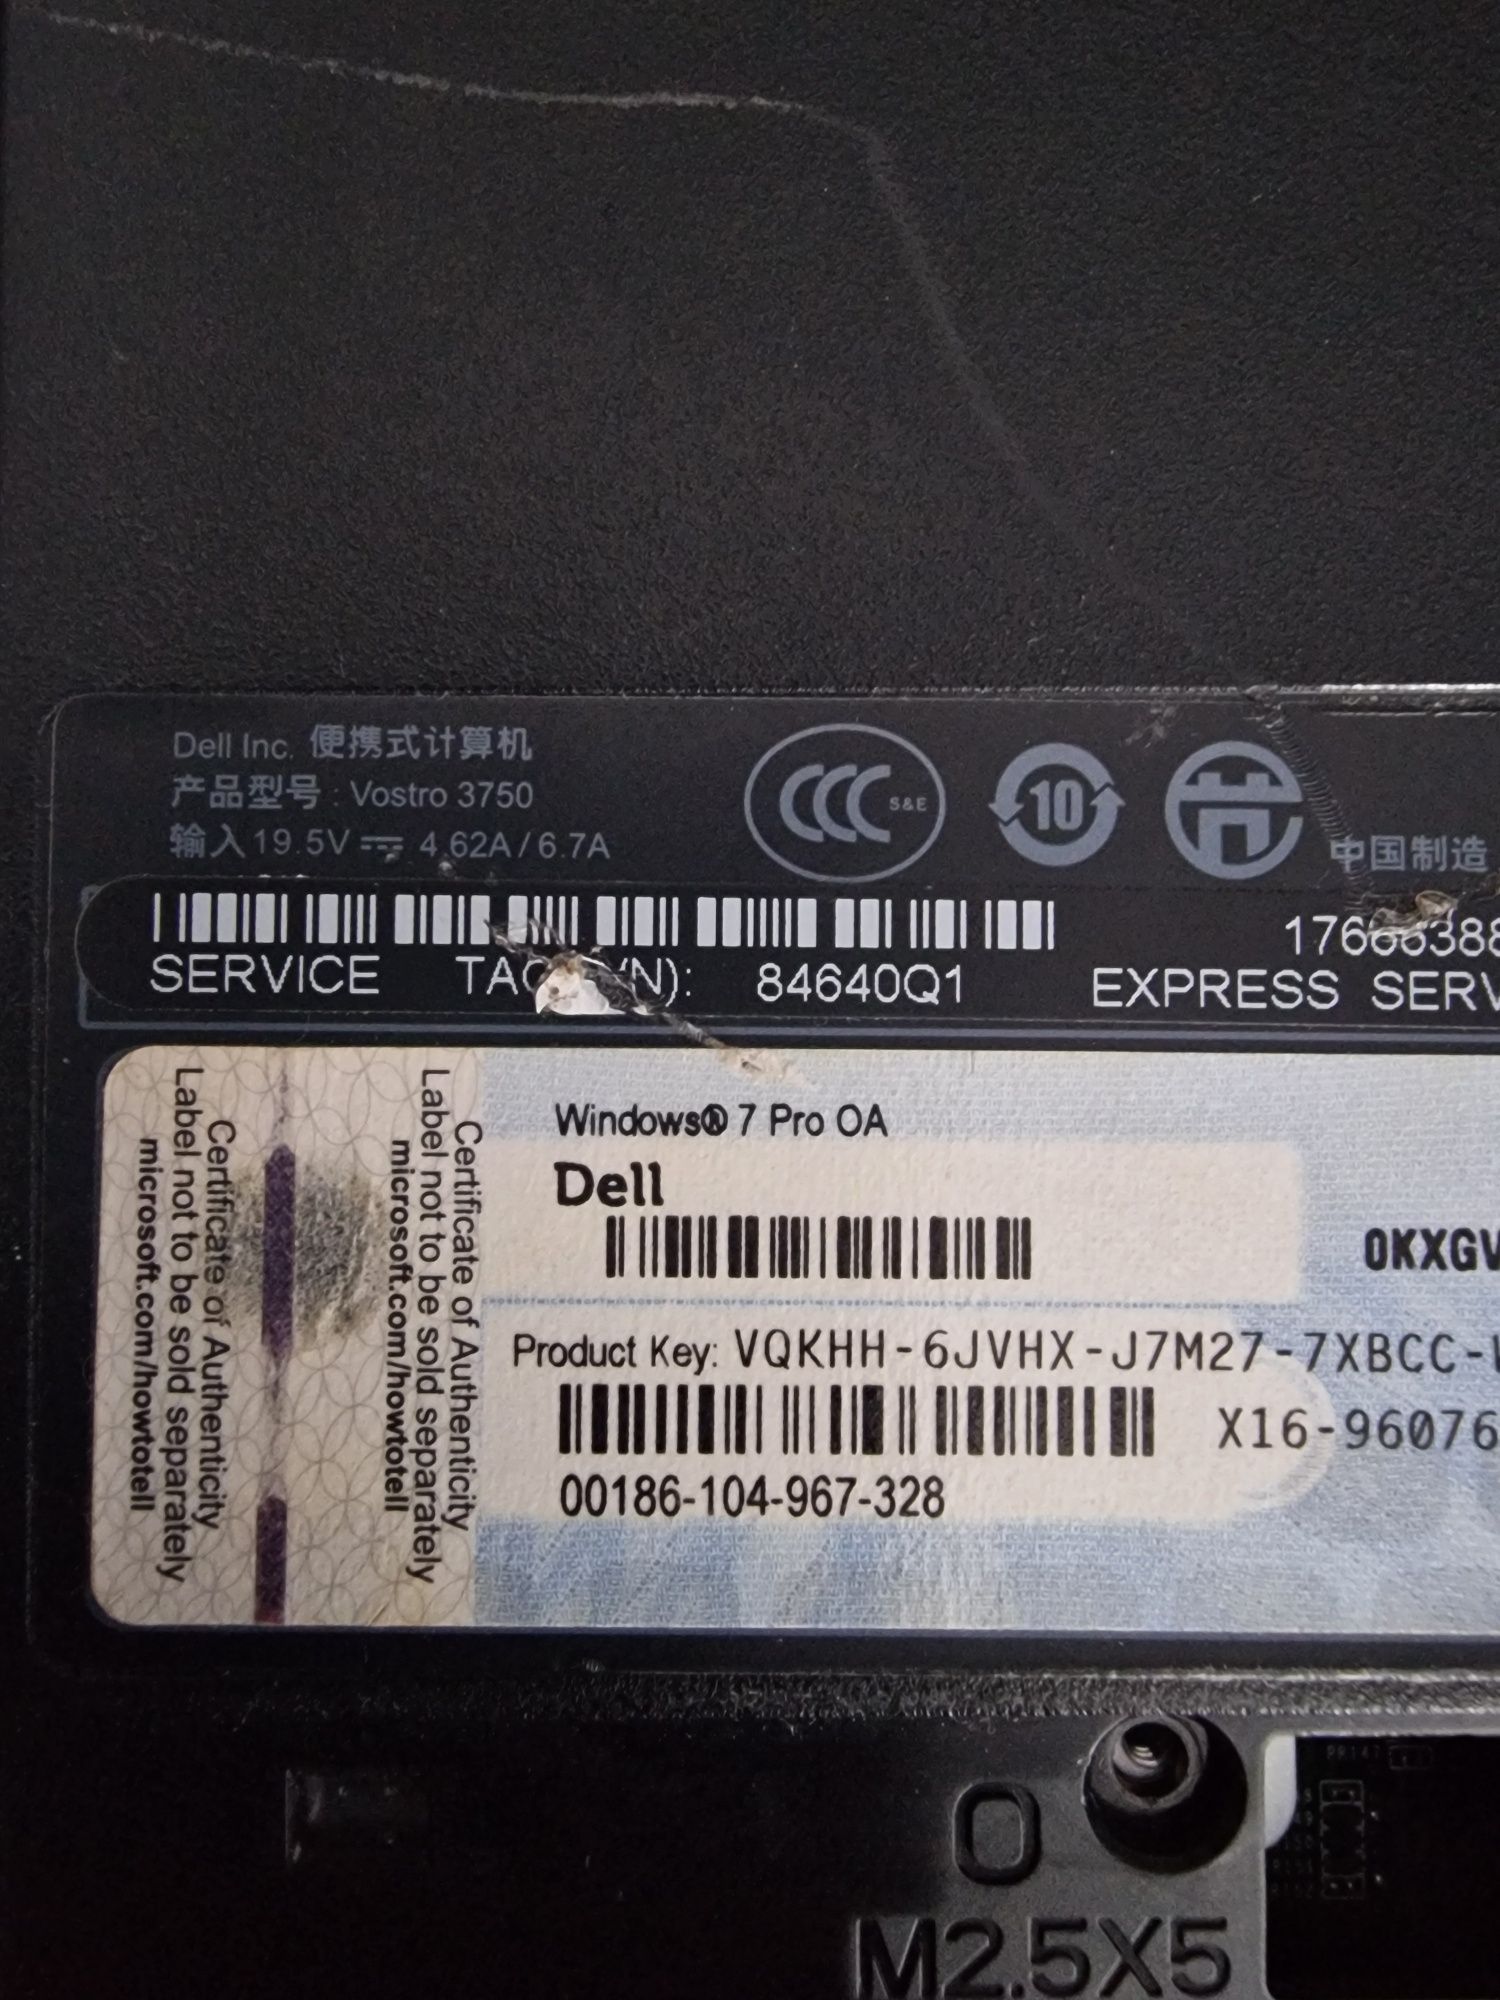 Dell Inc. 便携式计算机
产品型号 : Vostro 3750
输入 19.5V ⎓ 4.62A / 6.7A
CCC S&E
10
中国制造
SERVICE (N): 84640Q1
EXPRESS
Windows® 7 Pro OA
Dell
0KXGV
Product Key: VQKHH-6JVHX-J7M27-7XBCC-
X16-96076
00186-104-967-328
Certificate of Authenticity
Label not to be sold separately
microsoft.com/howtotell
Certificate of Authenticity
Label not to be sold separately
microsoft.com/howtotell
O
M2.5X5